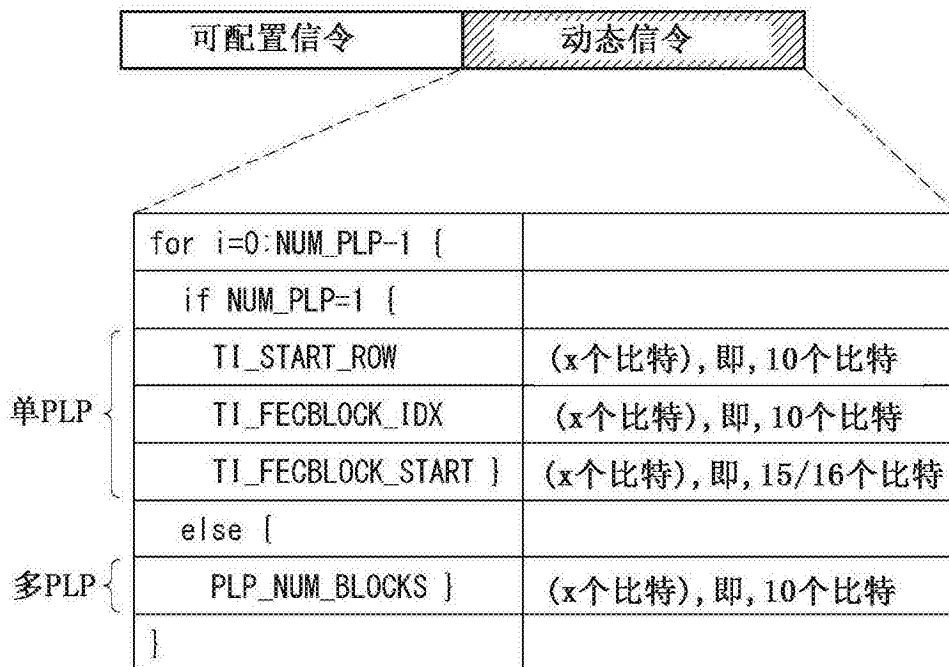 可配置信令 动态信令
for i=0:NUM_PLP-1 {
if NUM_PLP=1 {
TI_START_ROW (x个比特),即,10个比特
单PLP TI_FECBLOCK_IDX (x个比特),即,10个比特
TI_FECBLOCK_START } (x个比特),即,15/16个比特
else {
多PLP PLP_NUM_BLOCKS } (x个比特),即,10个比特
}